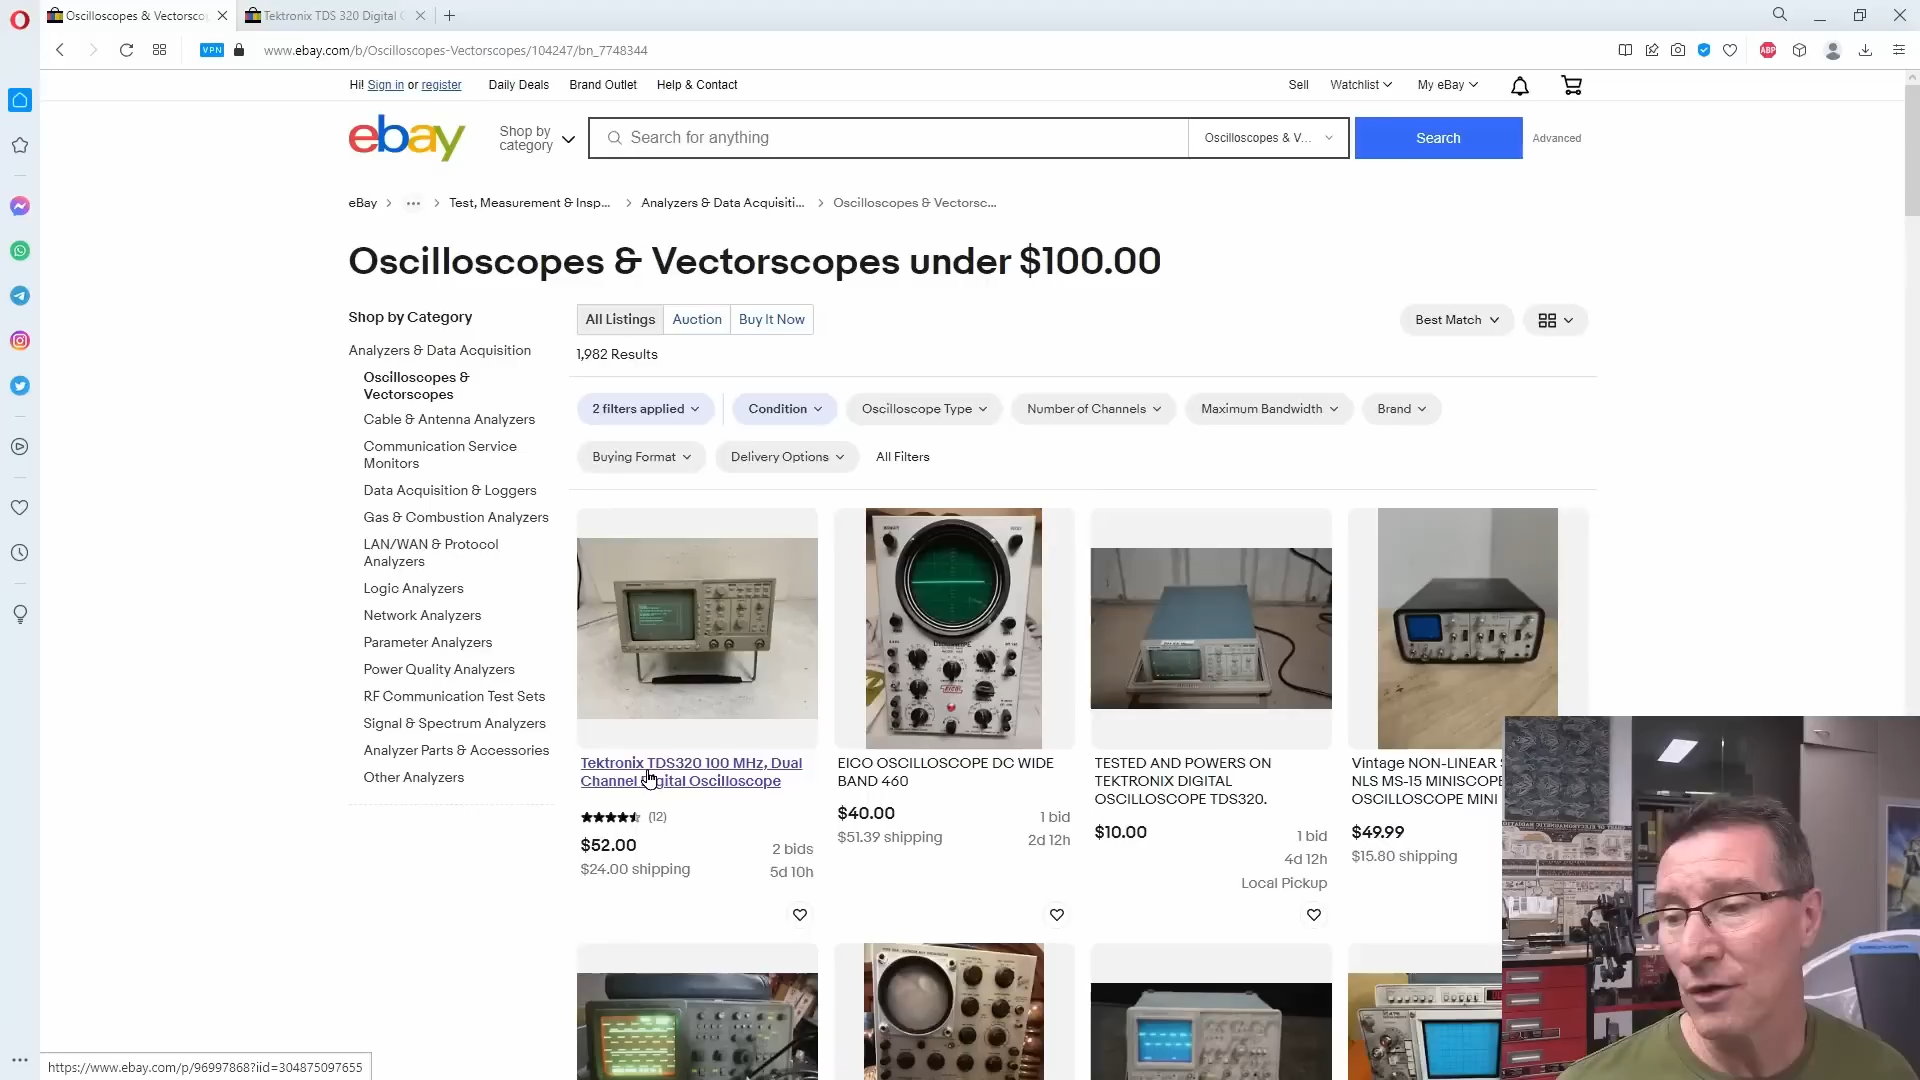 Oscilloscopes & Vectorsco
Tektronix TDS 320 Digital
VPN
www.ebay.com/b/Oscilloscopes-Vectorscopes/104247/bn_7748344
ABP
Hi! Sign in or register
Daily Deals
Brand Outlet
Help & Contact
Sell
Watchlist
My eBay
ebay
Shop by
category
Search for anything
Oscilloscopes & V...
Search
Advanced
eBay
...
Test, Measurement & Insp...
Analyzers & Data Acquisiti...
Oscilloscopes & Vectorsc...
Oscilloscopes & Vectorscopes under $100.00
Shop by Category
Analyzers & Data Acquisition
Oscilloscopes &
Vectorscopes
Cable & Antenna Analyzers
Communication Service
Monitors
Data Acquisition & Loggers
Gas & Combustion Analyzers
LAN/WAN & Protocol
Analyzers
Logic Analyzers
Network Analyzers
Parameter Analyzers
Power Quality Analyzers
RF Communication Test Sets
Signal & Spectrum Analyzers
Analyzer Parts & Accessories
Other Analyzers
All Listings
Auction
Buy It Now
Best Match
1,982 Results
2 filters applied
Condition
Oscilloscope Type
Number of Channels
Maximum Bandwidth
Brand
Buying Format
Delivery Options
All Filters
Tektronix TDS320 100 MHz, Dual
Channel Digital Oscilloscope
(12)
$52.00
2 bids
$24.00 shipping
5d 10h
EICO OSCILLOSCOPE DC WIDE
BAND 460
$40.00
1 bid
$51.39 shipping
2d 12h
TESTED AND POWERS ON
TEKTRONIX DIGITAL
OSCILLOSCOPE TDS320.
$10.00
1 bid
4d 12h
Local Pickup
Vintage NON-LINEAR
NLS MS-15 MINISCOPE
OSCILLOSCOPE MINI
$49.99
$15.80 shipping
https://www.ebay.com/p/96997868?iid=304875097655